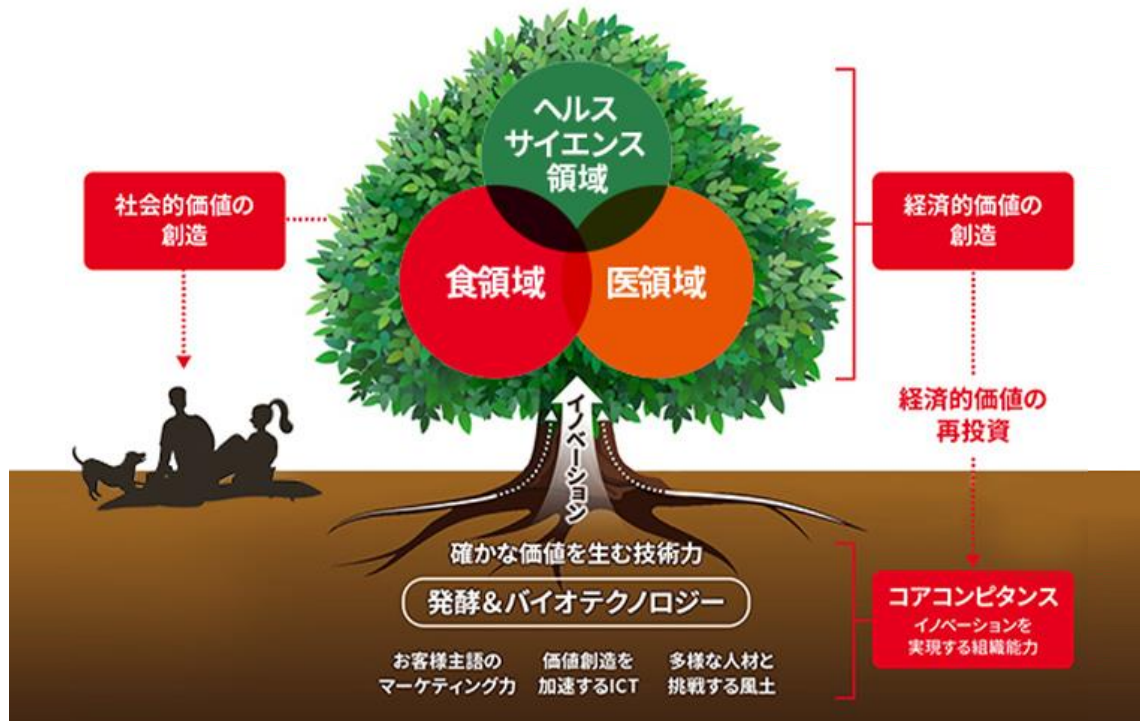 ヘルス
サイエンス
領域
社会的価値の
創造
経済的価値の
創造
食領域
医領域
イノベーション
経済的価値の
再投資
確かな価値を生む技術力
発酵&バイオテクノロジー
お客様主語の
マーケティング力
価値創造を
加速するICT
多様な人材と
挑戦する風土
コアコンピタンス
イノベーションを
実現する組織能力